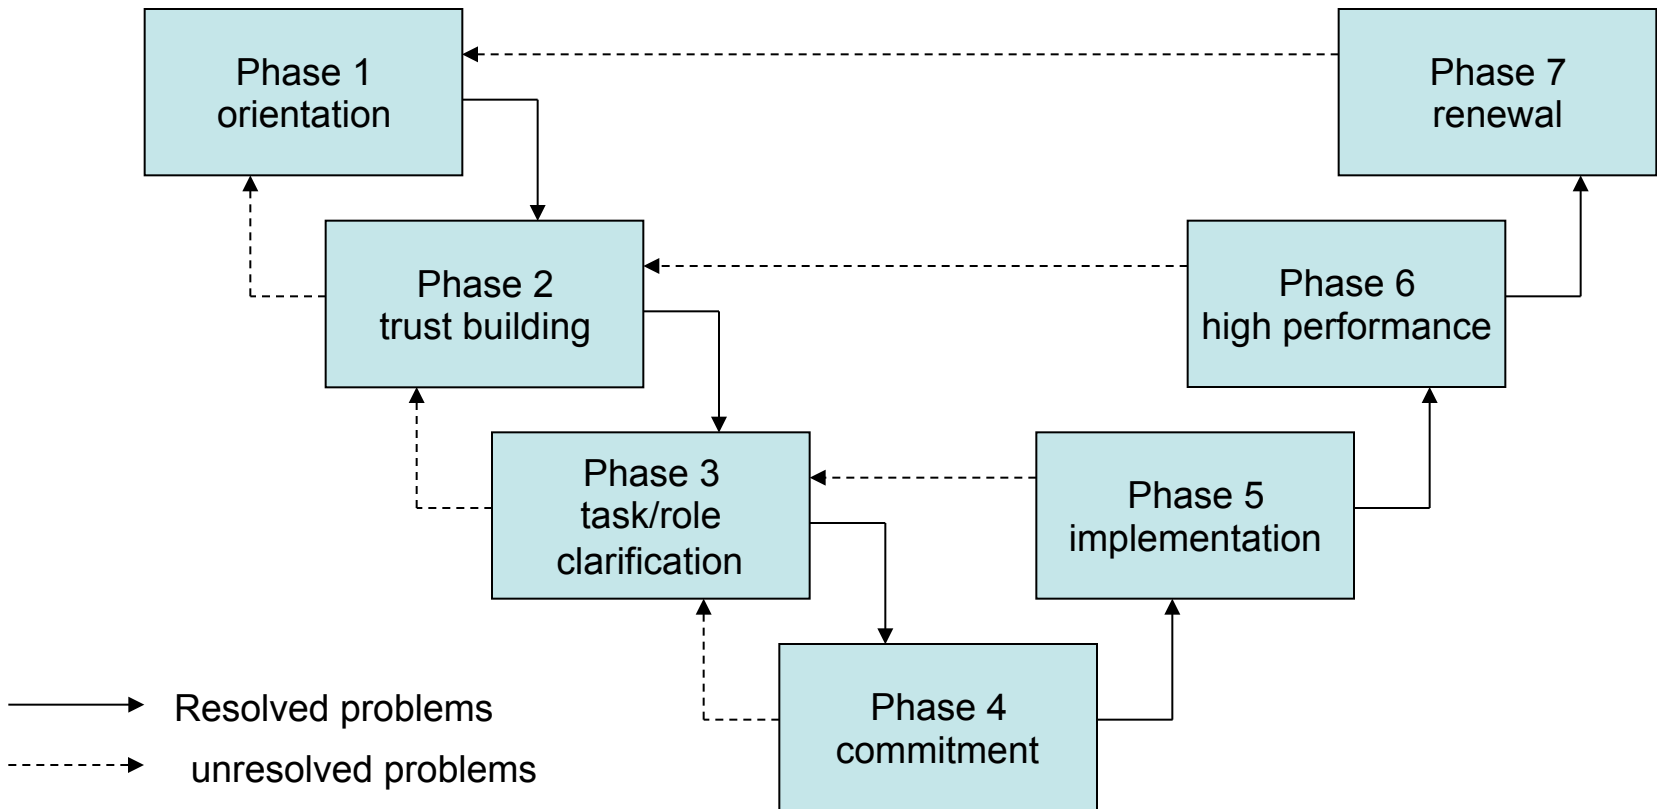 Phase 1
orientation
Phase 7
renewal
Phase 2
trust building
Phase 6
high performance
Phase 3
task/role
clarification
Phase 5
implementation
Phase 4
commitment
Resolved problems
unresolved problems